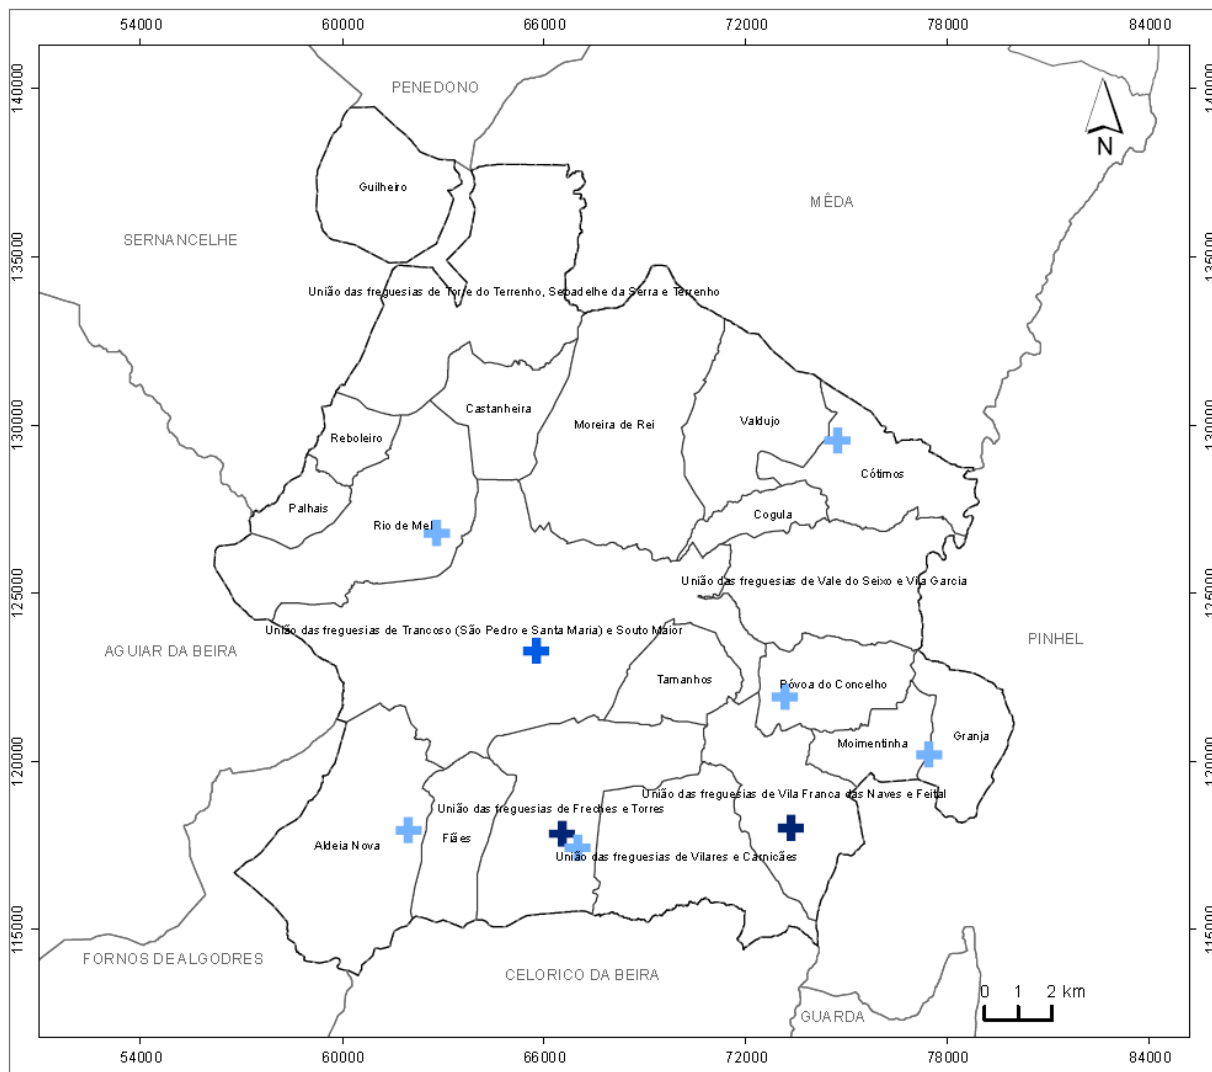 54000 60000 66000 72000 78000 84000
140000 140000
PENEDONO
N
Guilheiro
MÊDA
SERNANCELHE
135000 135000
União das freguesias de Torre do Terrenho, Sebadelhe da Serra e Terrenho
Castanheira
130000 130000
Moreira de Rei
Valdujo
Reboleiro
Cótimos
Palhais
Cogula
Rio de Mel
125000 125000
União das freguesias de Vale do Seixo e Vila Garcia
União das freguesias de Trancoso (São Pedro e Santa Maria) e Souto Maior
PINHEL
AGUIAR DA BEIRA
Tamanhos
Póvoa do Concelho
Granja
Moimentinha
120000 120000
União das freguesias de Vila Franca das Naves e Feital
União das freguesias de Freches e Torres
Fiães
Aldeia Nova
União das freguesias de Vilares e Carnicães
115000 115000
FORNOS DE ALGODRES
CELORICO DA BEIRA
0 1 2 km
GUARDA
54000 60000 66000 72000 78000 84000